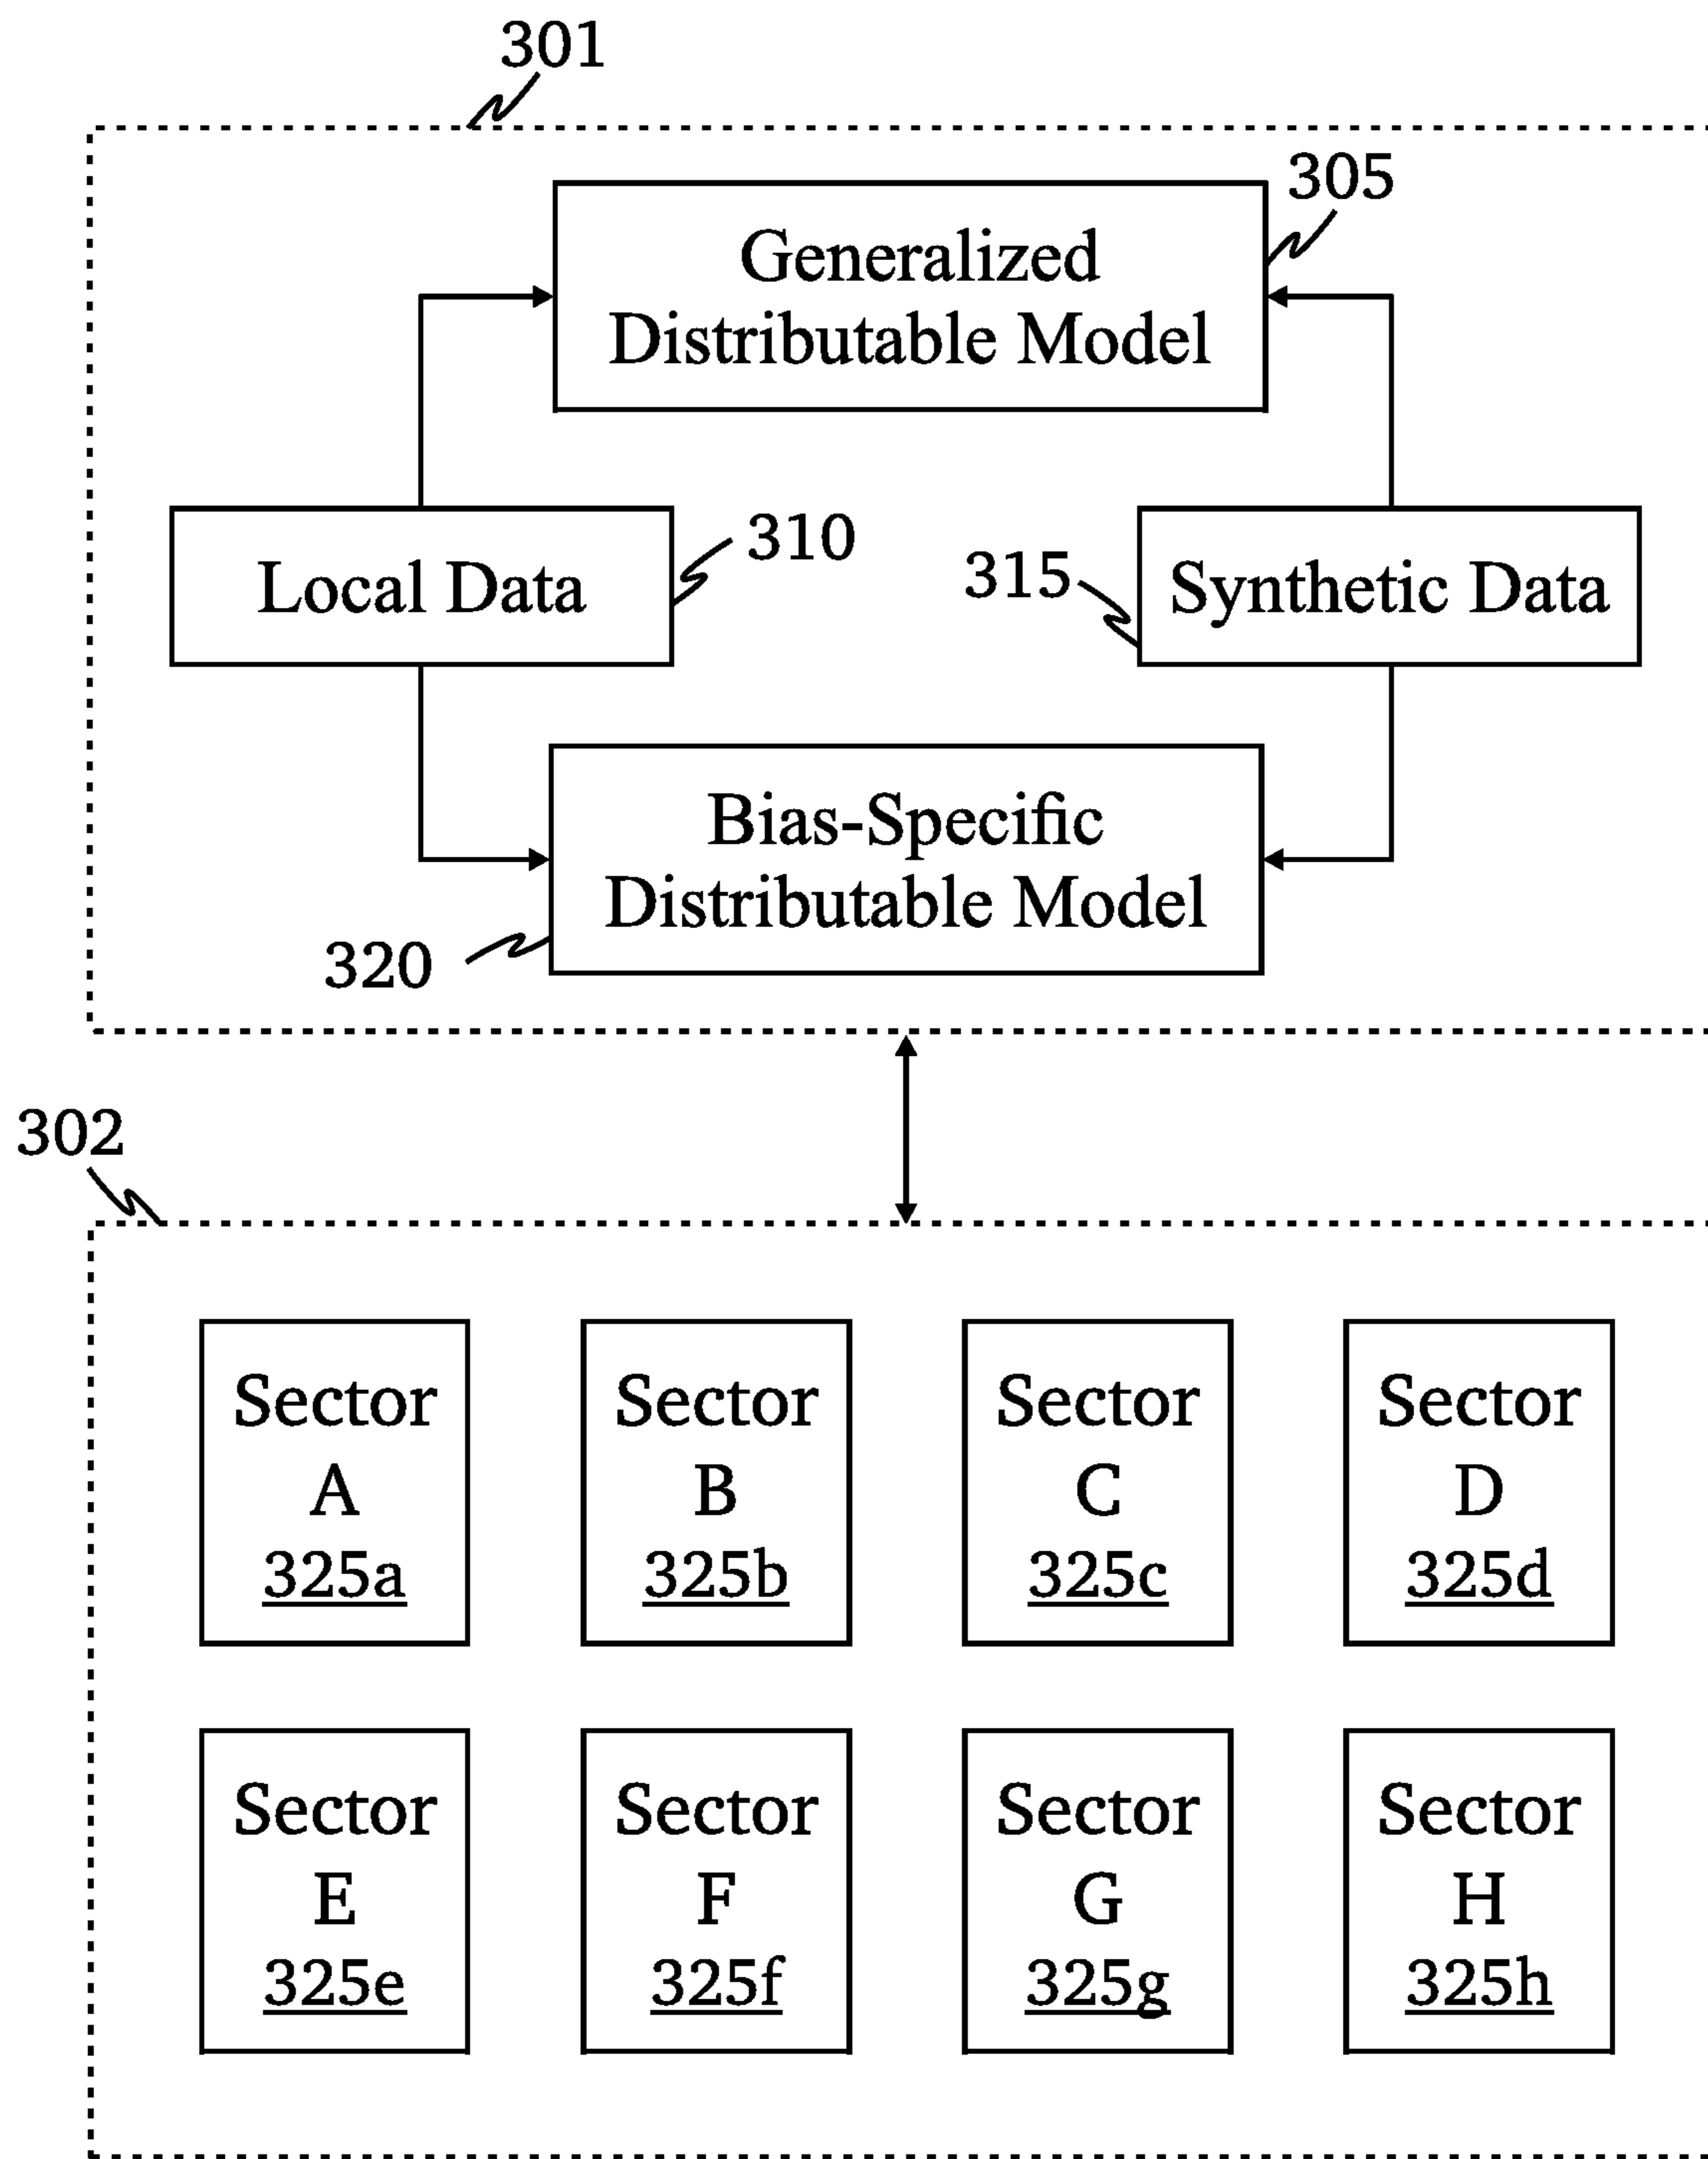 301
305
Generalized
Distributable Model
310
Local Data
315
Synthetic Data
Bias-Specific
Distributable Model
320
302
Sector
A
325a
Sector
B
325b
Sector
C
325c
Sector
D
325d
Sector
E
325e
Sector
F
325f
Sector
G
325g
Sector
H
325h